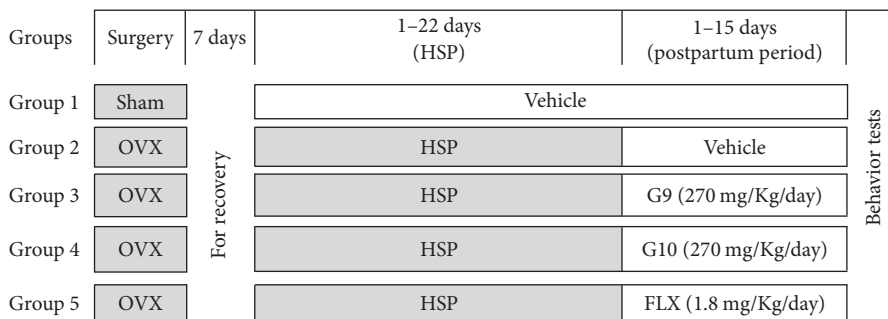 Groups Surgery 7 days 1–22 days (HSP) 1–15 days (postpartum period)
Group 1 Sham Vehicle
Group 2 OVX HSP Vehicle
Group 3 OVX HSP G9 (270 mg/Kg/day)
Group 4 OVX HSP G10 (270 mg/Kg/day)
Group 5 OVX HSP FLX (1.8 mg/Kg/day)
For recovery
Behavior tests